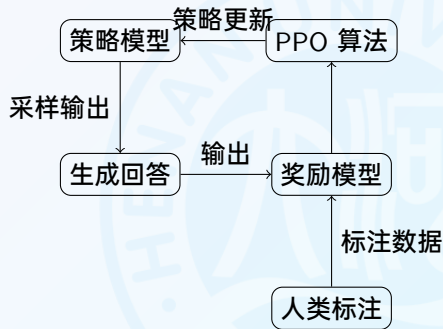 策略更新
策略模型
PPO 算法
采样输出
输出
生成回答
奖励模型
标注数据
人类标注
HENAN